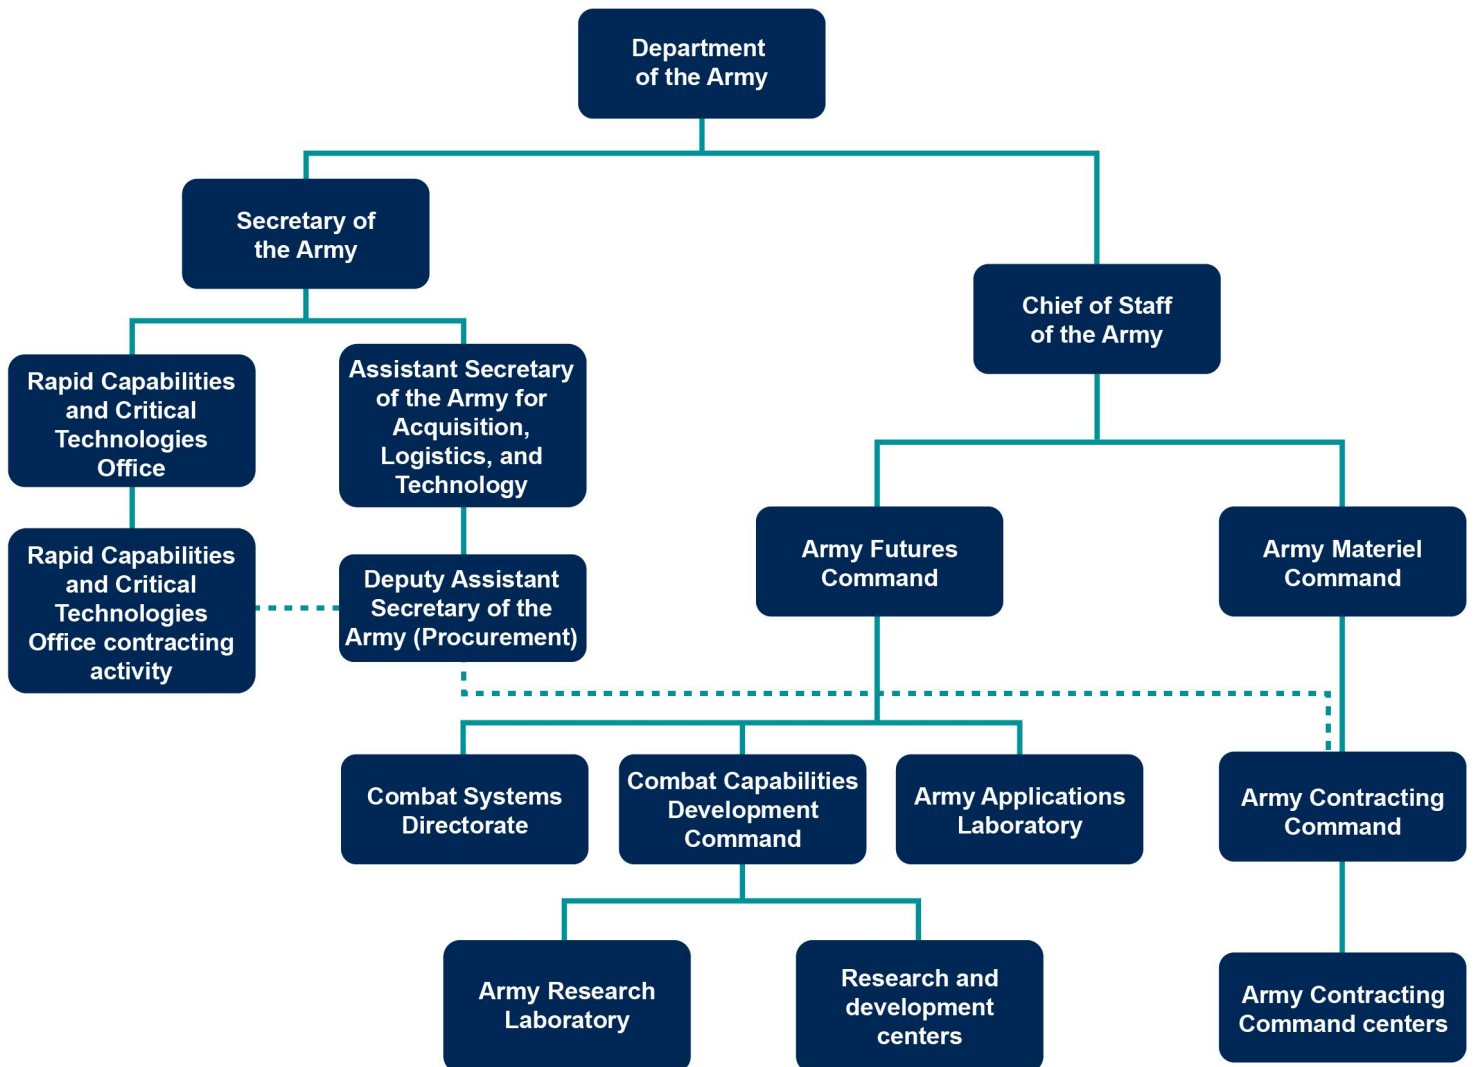 Department
of the Army
Secretary of
the Army
Chief of Staff
of the Army
Rapid Capabilities
and Critical
Technologies
Office
Assistant Secretary
of the Army for
Acquisition,
Logistics, and
Technology
Rapid Capabilities
and Critical
Technologies
Office contracting
activity
Deputy Assistant
Secretary of the
Army (Procurement)
Army Futures
Command
Army Materiel
Command
Combat Systems
Directorate
Combat Capabilities
Development
Command
Army Applications
Laboratory
Army Contracting
Command
Army Research
Laboratory
Research and
development
centers
Army Contracting
Command centers